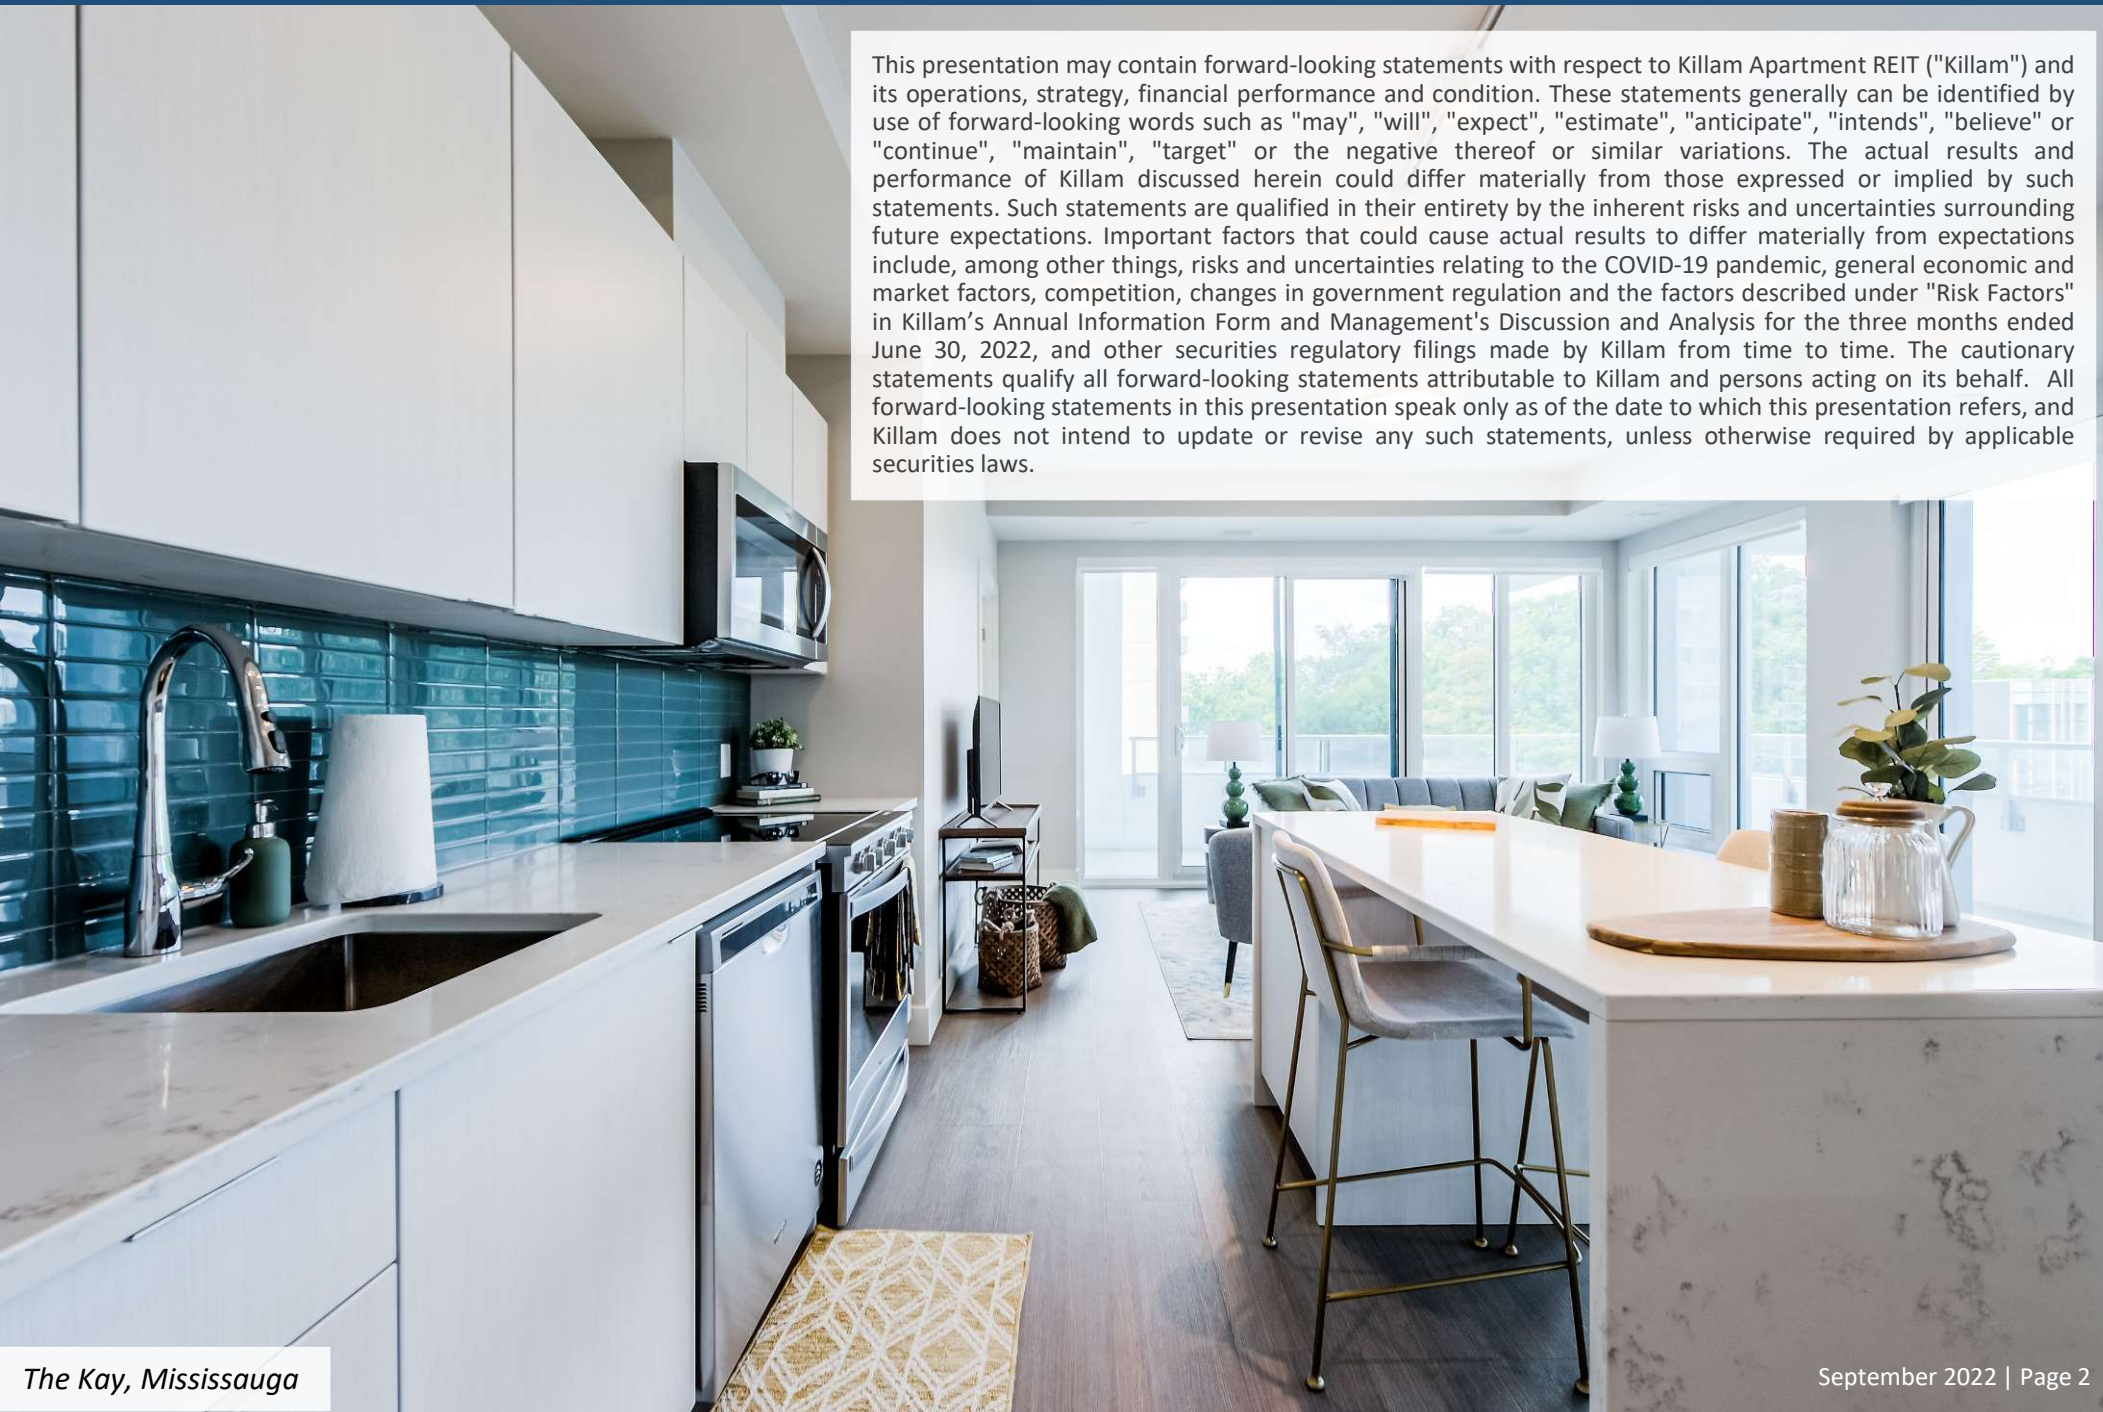 This presentation may contain forward-looking statements with respect to Killam Apartment REIT ("Killam") and
its operations, strategy, financial performance and condition. These statements generally can be identified by
use of forward-looking words such as "may", "will", "expect", "estimate", "anticipate", "intends", "believe" or
"continue", "maintain", "target" or the negative thereof or similar variations. The actual results and
performance of Killam discussed herein could differ materially from those expressed or implied by such
statements. Such statements are qualified in their entirety by the inherent risks and uncertainties surrounding
future expectations. Important factors that could cause actual results to differ materially from expectations
include, among other things, risks and uncertainties relating to the COVID-19 pandemic, general economic and
market factors, competition, changes in government regulation and the factors described under "Risk Factors"
in Killam’s Annual Information Form and Management's Discussion and Analysis for the three months ended
June 30, 2022, and other securities regulatory filings made by Killam from time to time. The cautionary
statements qualify all forward-looking statements attributable to Killam and persons acting on its behalf.  All
forward-looking statements in this presentation speak only as of the date to which this presentation refers, and
Killam does not intend to update or revise any such statements, unless otherwise required by applicable
securities laws.
The Kay, Mississauga
September 2022 | Page 2